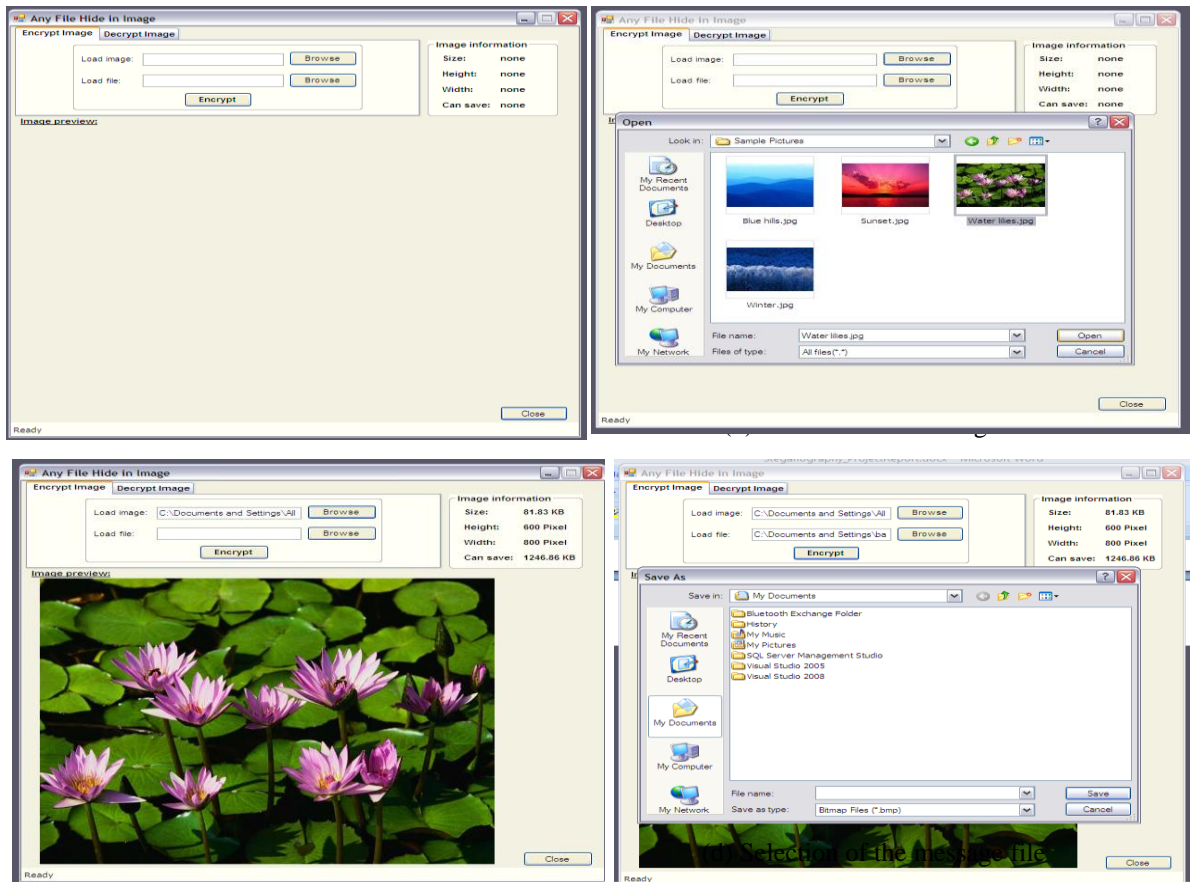 Any File Hide in Image
Encrypt Image Decrypt Image
Load image: Browse
Load file: Browse
Encrypt
Image information
Size: none
Height: none
Width: none
Can save: none
Image preview:
Close
Ready
Any File Hide in Image
Encrypt Image Decrypt Image
Load image: Browse
Load file: Browse
Encrypt
Image information
Size: none
Height: none
Width: none
Can save: none
Open
Look in: Sample Pictures
My Recent Documents
Desktop
My Documents
My Computer
My Network
Blue hills.jpg
Sunset.jpg
Water lilies.jpg
Winter.jpg
File name: Water lilies.jpg Open
Files of type: All files(*.*) Cancel
Close
Ready
Any File Hide in Image
Encrypt Image Decrypt Image
Load image: C:\Documents and Settings\All Browse
Load file: Browse
Encrypt
Image information
Size: 81.83 KB
Height: 600 Pixel
Width: 800 Pixel
Can save: 1246.86 KB
Image preview:
Close
Ready
Steganography_ProjectReport.docx - Microsoft Word
Any File Hide in Image
Encrypt Image Decrypt Image
Load image: C:\Documents and Settings\All Browse
Load file: C:\Documents and Settings\ba Browse
Encrypt
Image information
Size: 81.83 KB
Height: 600 Pixel
Width: 800 Pixel
Can save: 1246.86 KB
Save As
Save in: My Documents
My Recent Documents
Desktop
My Documents
My Computer
My Network
Bluetooth Exchange Folder
History
My Music
My Pictures
SQL Server Management Studio
Visual Studio 2005
Visual Studio 2008
File name: Save
Save as type: Bitmap Files (*.bmp) Cancel
(d) Selection of the message file
Close
Ready